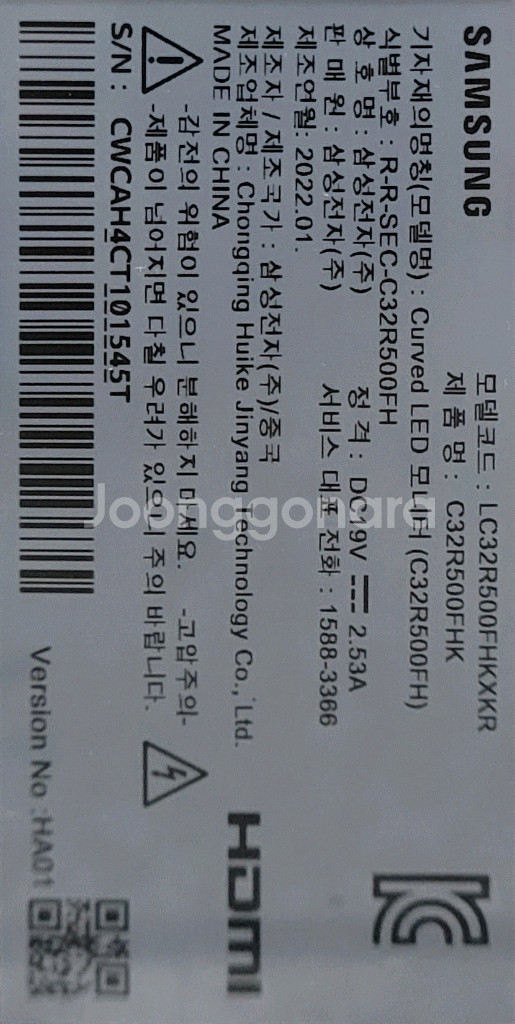 SAMSUNG
모델코드 : LC32R500FHKXKR
제 품 명 : C32R500FHK
기자재의명칭(모델명) : Curved LED 모니터 (C32R500FH)
식별부호 : R-R-SEC-C32R500FH
상 호 명 : 삼성전자(주) 정 격 : DC19V 2.53A
판 매 원 : 삼성전자(주) 서비스 대표 전화 : 1588-3366
제조연월: 2022.01.
제조자 / 제조국가 : 삼성전자(주)/중국
제조업체명 : Chongqing Huike Jinyang Technology Co., Ltd.
MADE IN CHINA
HDMI
-감전의 위험이 있으니 분해하지 마세요. -고압주의-
-제품이 넘어지면 다칠 우려가 있으니 주의 바랍니다.
S/N : CWCAH4CT101545T
Version No :HA01
Joonggonara